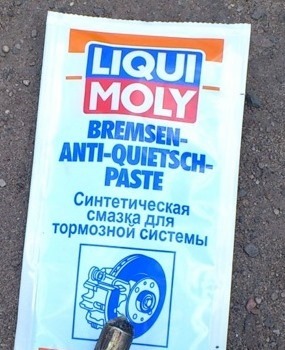 LIQUI
MOLY
BREMSEN-
ANTI-QUIETSCH-
PASTE
Синтетическая
смазка для
тормозной системы